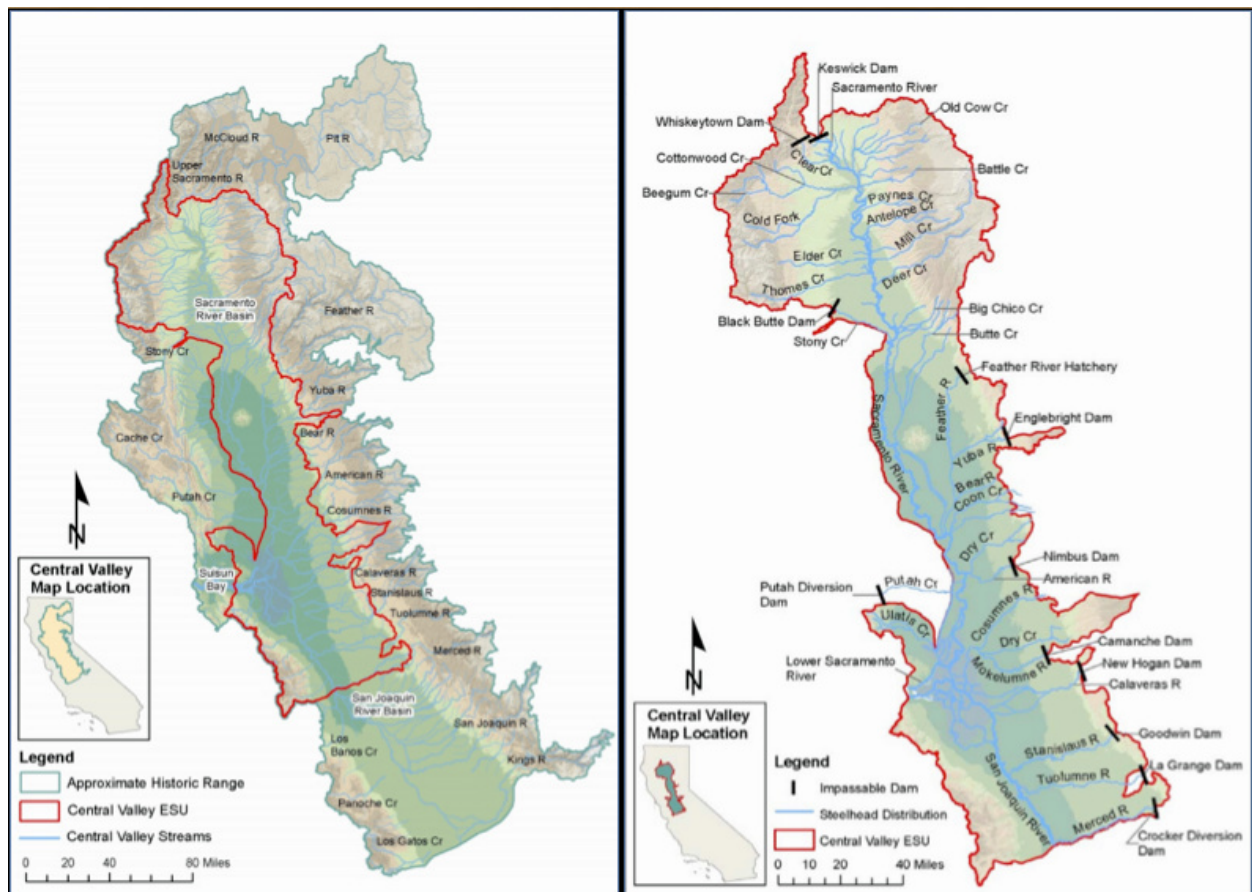 McCloud R
Pit R
Upper
Sacramento R
Sacramento
River Basin
Feather R
Stony Cr
Yuba R
Bear R
Cache Cr
American R
Putah Cr
Cosumnes R
N
Suisun
Bay
Calaveras R
Stanislaus R
Tuolumne R
Merced R
San Joaquin
River Basin
San Joaquin R
Los
Banos Cr
Kings R
Panoche Cr
Los Gatos Cr
Central Valley
Map Location
Legend
Approximate Historic Range
Central Valley ESU
Central Valley Streams
0 20 40 80 Miles
Keswick Dam
Sacramento River
Old Cow Cr
Whiskeytown Dam
Clear Cr
Cottonwood Cr
Battle Cr
Beegum Cr
Paynes Cr
Antelope Cr
Cold Fork
Mill Cr
Elder Cr
Deer Cr
Thomes Cr
Big Chico Cr
Black Butte Dam
Stony Cr
Butte Cr
Feather River Hatchery
Feather R
Sacramento River
Englebright Dam
Yuba R
Bear R
Coon Cr
Dry Cr
Nimbus Dam
American R
Putah Cr
Putah Diversion
Dam
Ulatis Cr
Cosumnes R
Dry Cr
Camanche Dam
Mokelumne R
New Hogan Dam
Lower Sacramento
River
Calaveras R
N
Goodwin Dam
Stanislaus R
La Grange Dam
Tuolumne R
San Joaquin River
Merced R
Crocker Diversion
Dam
Central Valley
Map Location
Legend
Impassable Dam
Steelhead Distribution
Central Valley ESU
0 10 20 40 Miles